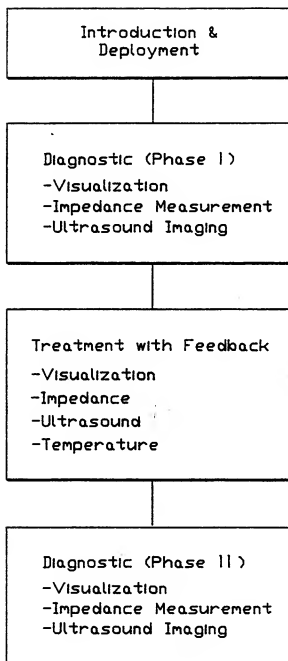 Introduction &
Deployment
Diagnostic (Phase I)
-Visualization
-Impedance Measurement
-Ultrasound Imaging
Treatment with Feedback
-Visualization
-Impedance
-Ultrasound
-Temperature
Diagnostic (Phase II)
-Visualization
-Impedance Measurement
-Ultrasound Imaging